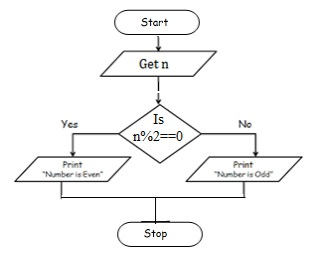 Start
Get n
Is
n%2==0
Yes
No
Print
"Number is Even"
Print
"Number is Odd"
Stop